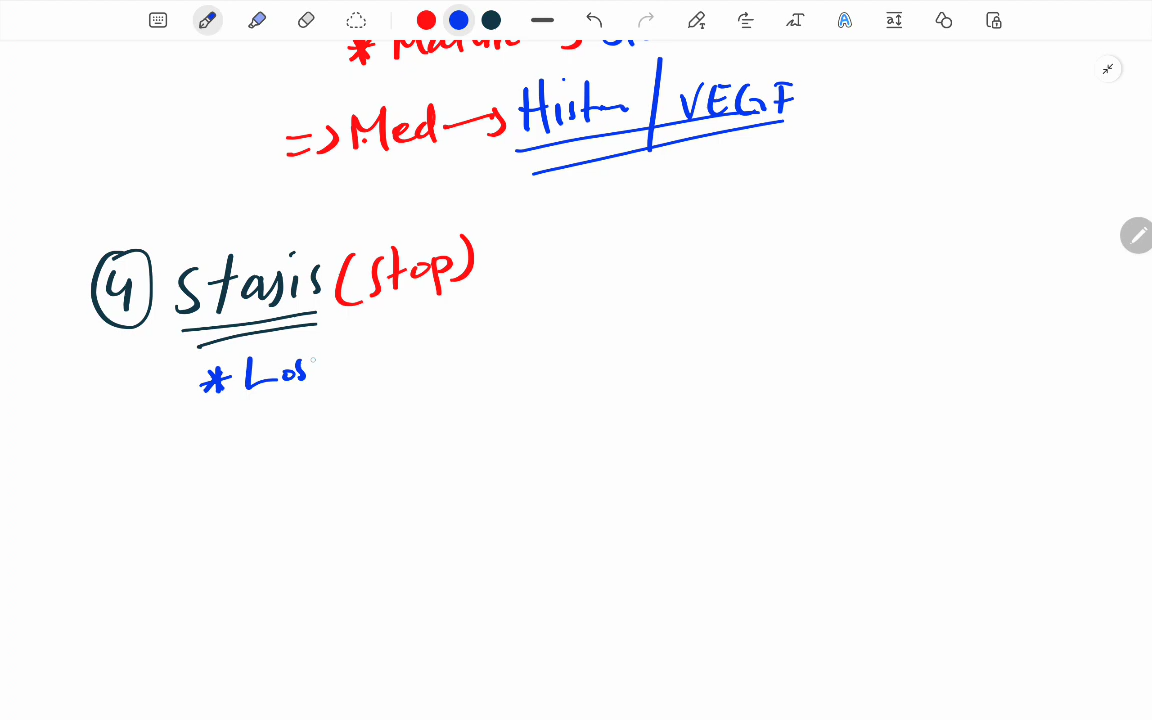 => Med → Hist / VEGF
④ Stasis (Stop)
* Los